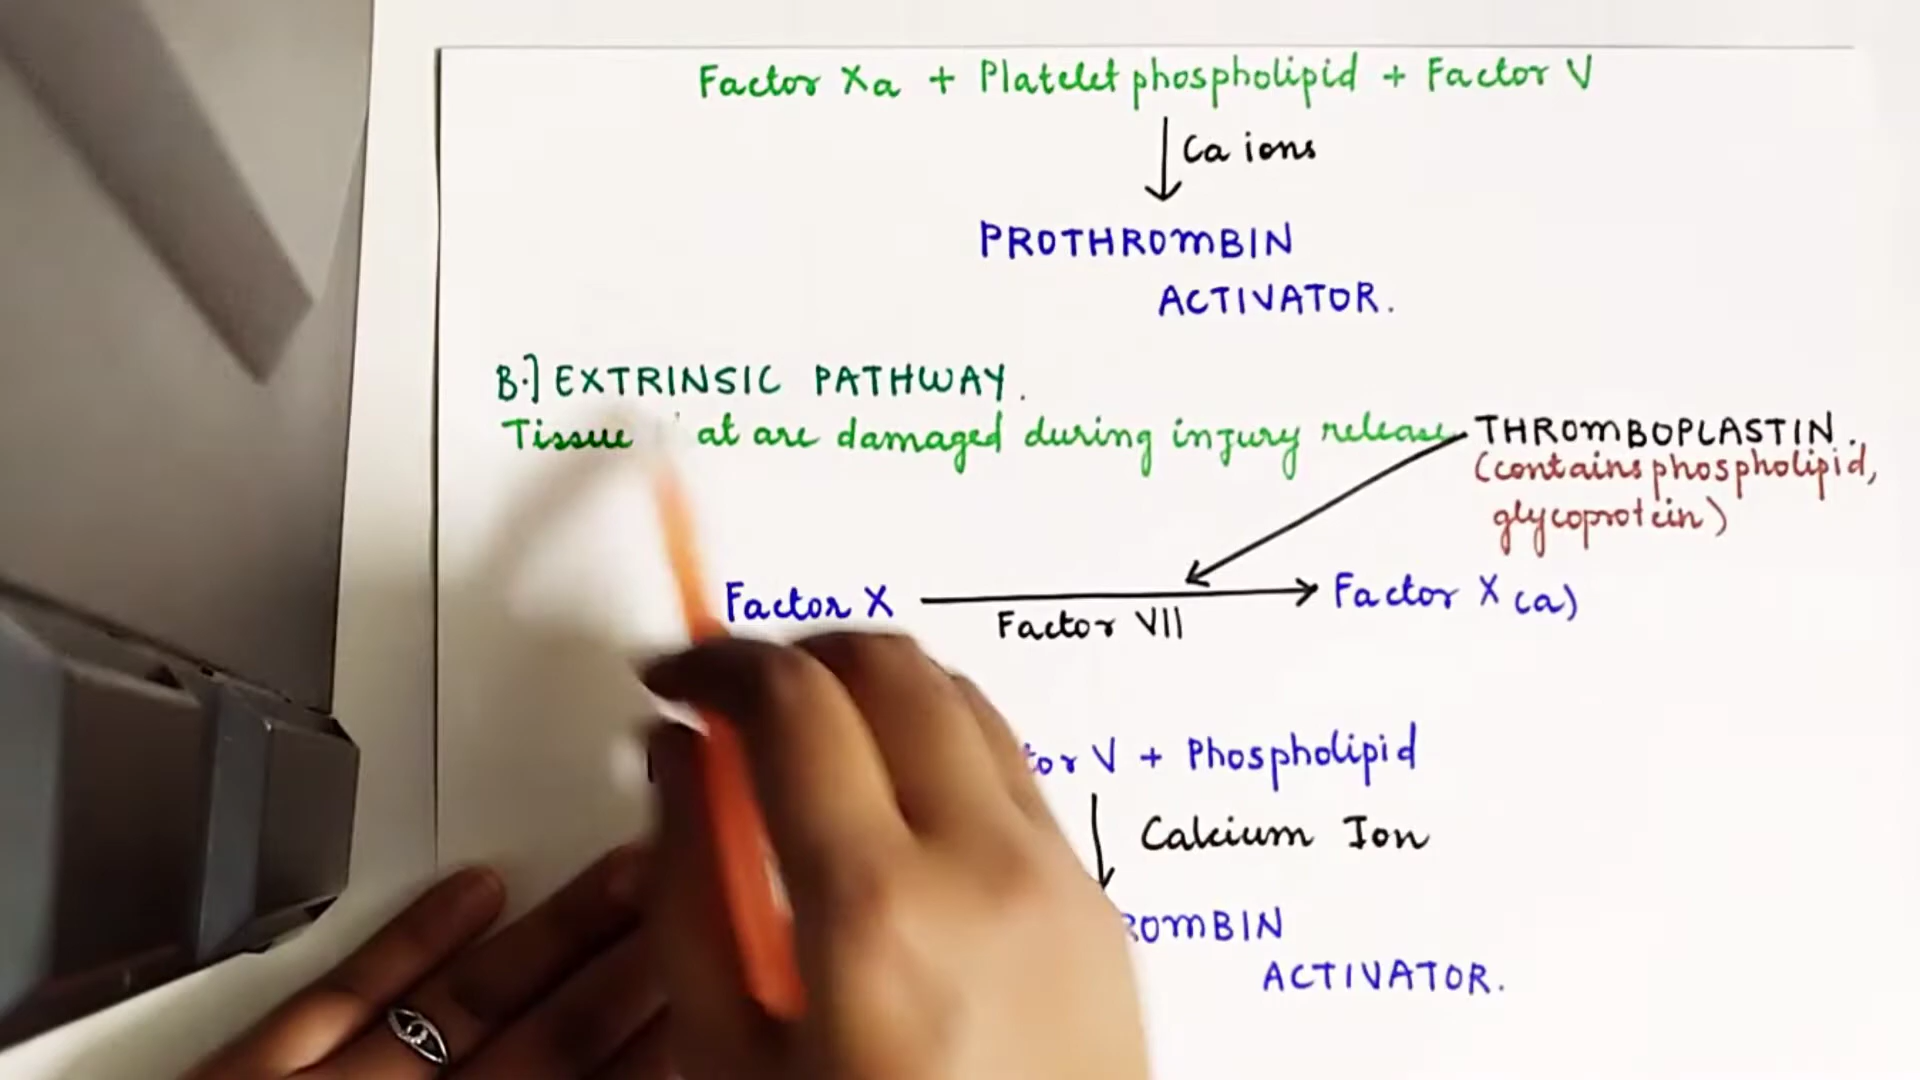 Factor Xa + Platelet phospholipid + Factor V
Ca ions
PROTHROMBIN
ACTIVATOR.
B.] EXTRINSIC PATHWAY.
Tissue at are damaged during injury release THROMBOPLASTIN.
(contains phospholipid,
glycoprotein)
Factor X
Factor VII
Factor X (a)
tor V + Phospholipid
Calcium Ion
ROMBIN
ACTIVATOR.